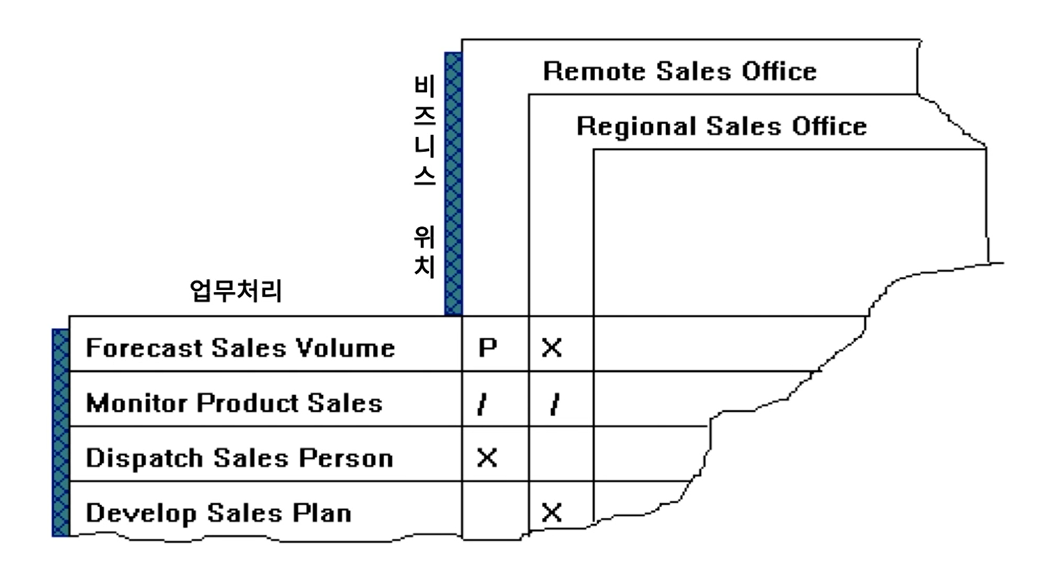 Remote Sales Office
Regional Sales Office
비즈니스 위치
업무처리
Forecast Sales Volume P X
Monitor Product Sales / /
Dispatch Sales Person X
Develop Sales Plan X